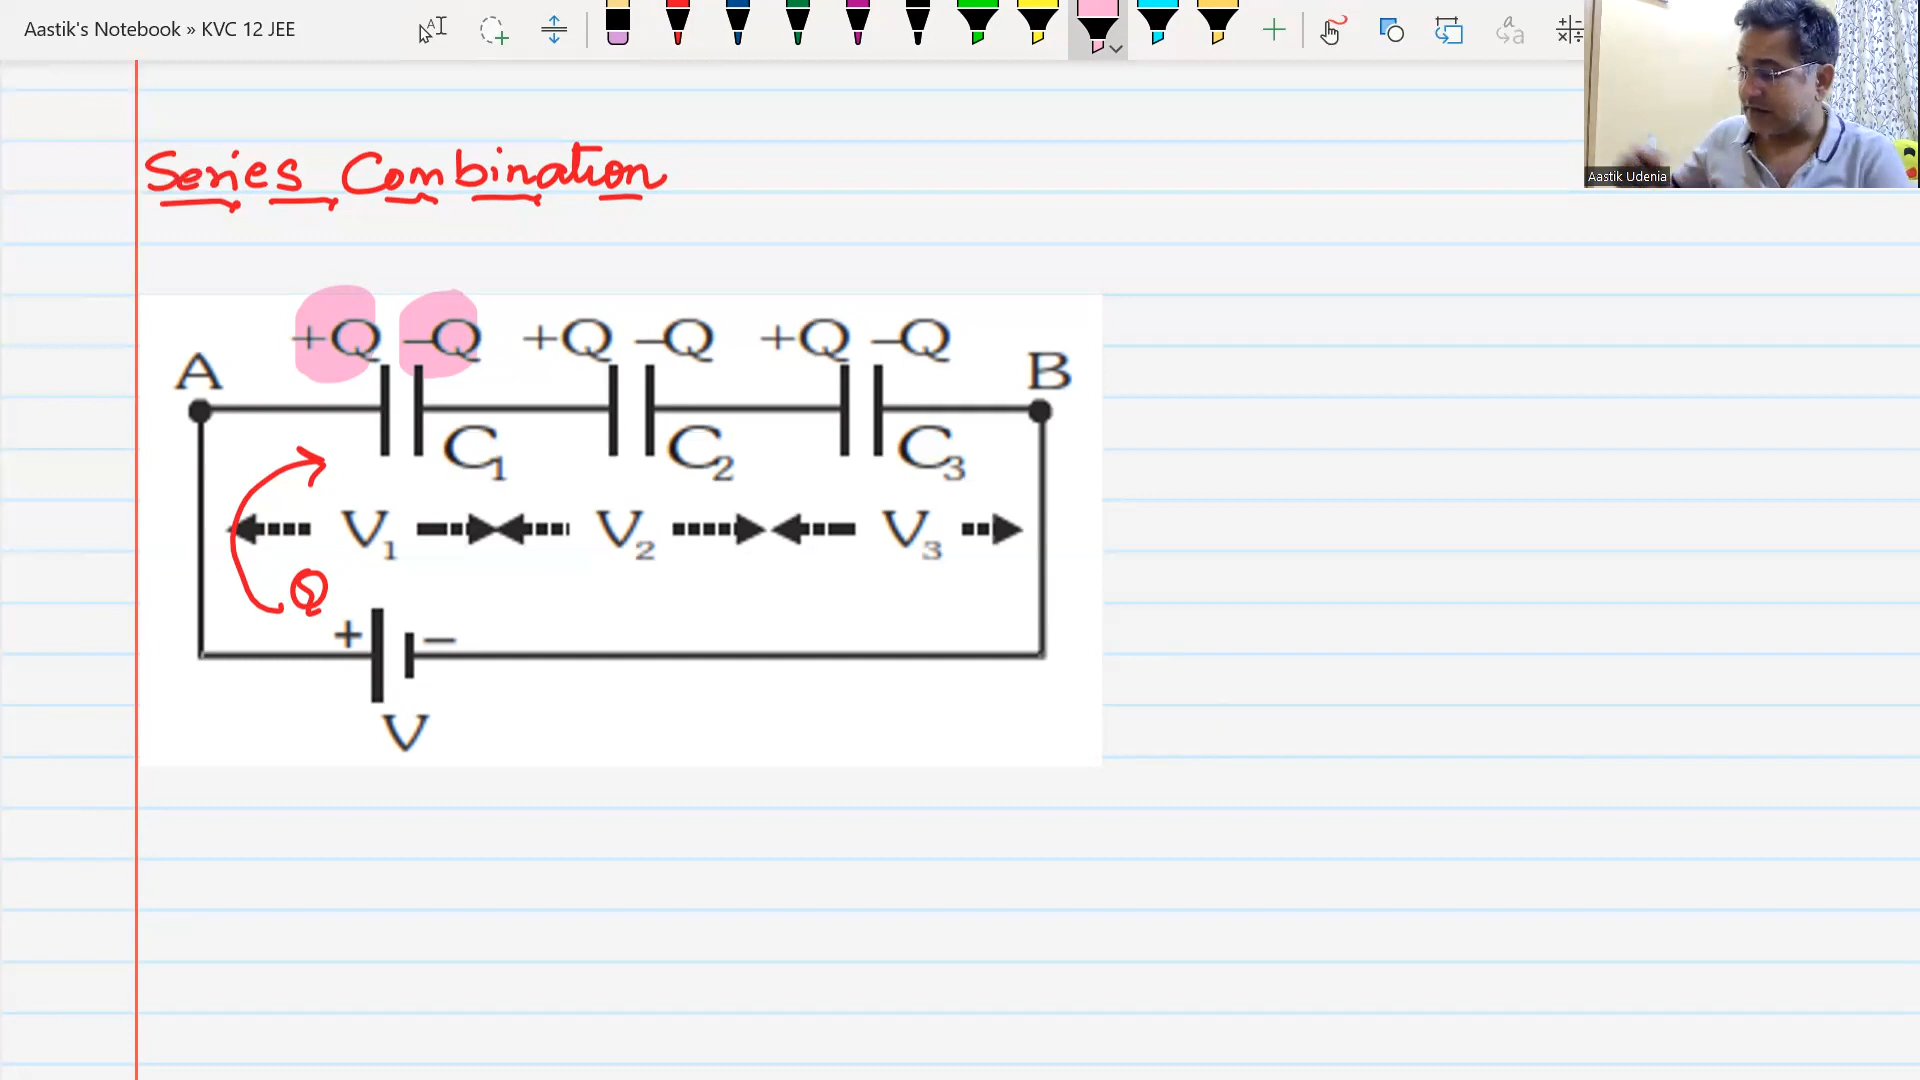 Aastik's Notebook » KVC 12 JEE
Aastik Udenia
Series Combination
+Q –Q +Q –Q +Q –Q
A B
C₁ C₂ C₃
V₁ V₂ V₃
Q
+ –
V